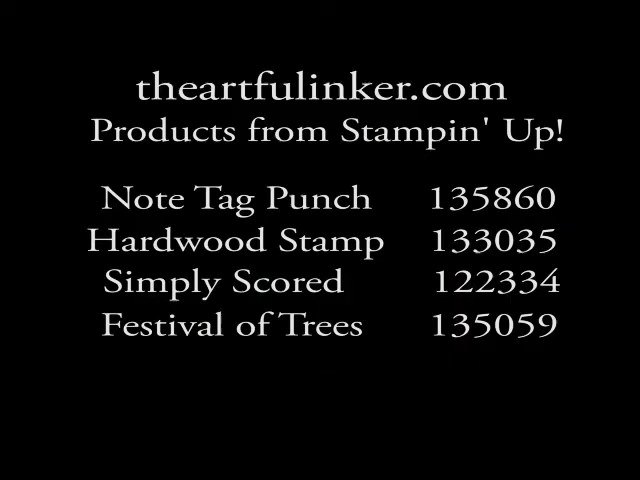 theartfulinker.com
Products from Stampin' Up!
Note Tag Punch 135860
Hardwood Stamp 133035
Simply Scored 122334
Festival of Trees 135059